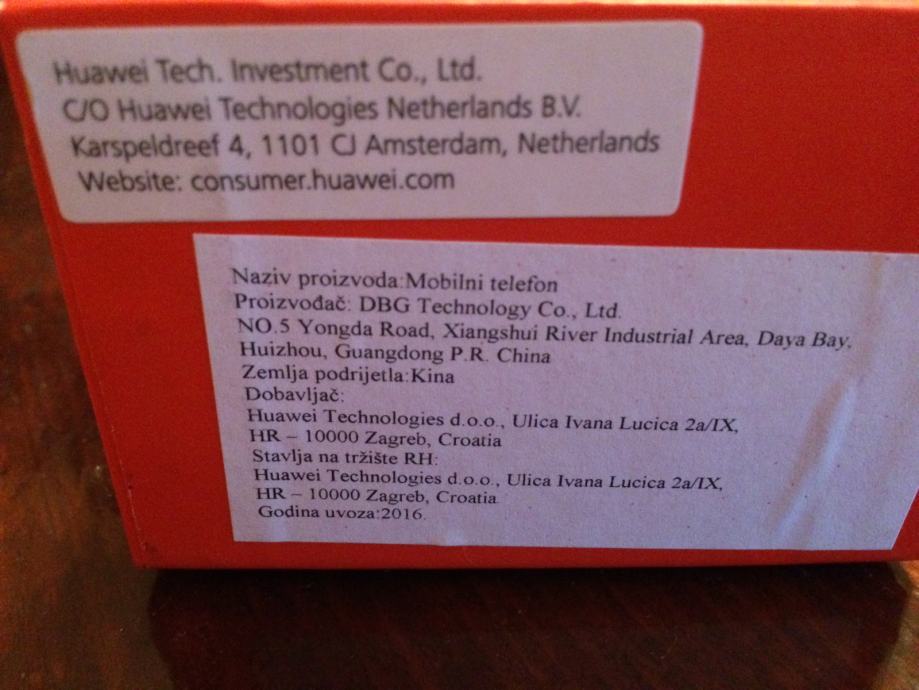 Huawei Tech. Investment Co., Ltd.
C/O Huawei Technologies Netherlands B.V.
Karspeldreef 4, 1101 CJ Amsterdam, Netherlands
Website: consumer.huawei.com
Naziv proizvoda:Mobilni telefon
Proizvođač: DBG Technology Co., Ltd.
NO.5 Yongda Road, Xiangshui River Industrial Area, Daya Bay,
Huizhou, Guangdong P.R. China
Zemlja podrijetla:Kina
Dobavljač:
Huawei Technologies d.o.o., Ulica Ivana Lucica 2a/IX,
HR – 10000 Zagreb, Croatia
Stavlja na tržište RH:
Huawei Technologies d.o.o., Ulica Ivana Lucica 2a/IX,
HR – 10000 Zagreb, Croatia.
Godina uvoza:2016.